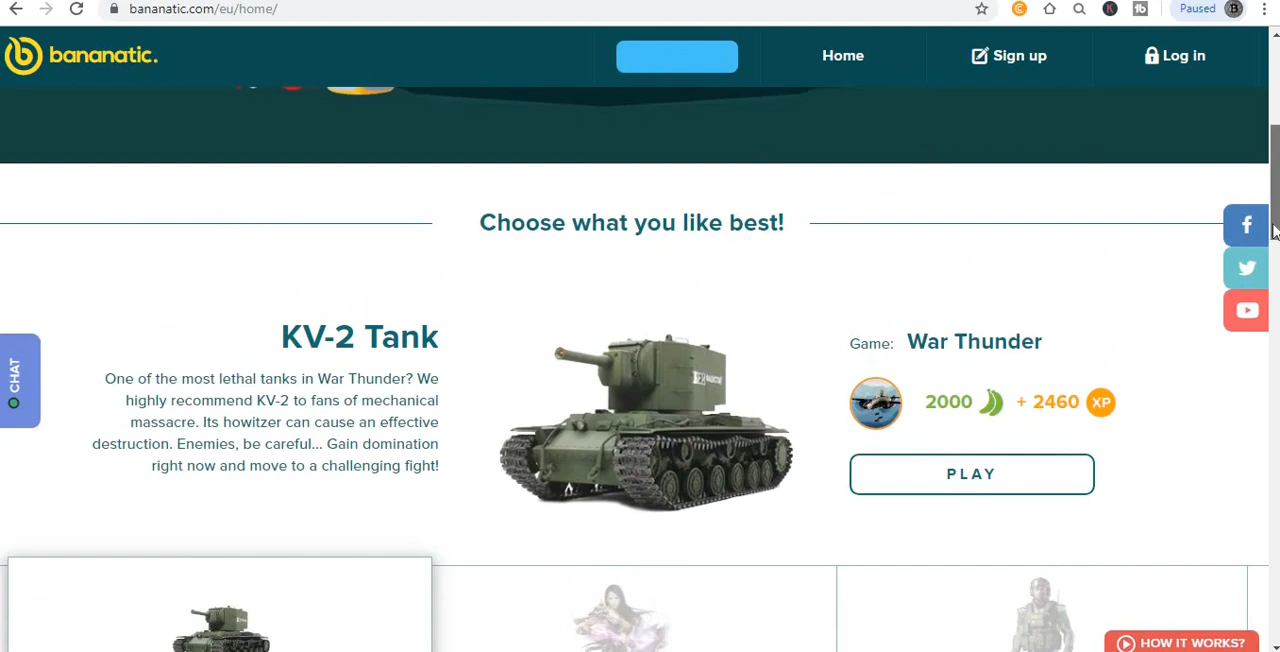 bananatic.com/eu/home/
Paused
bananatic.
Home
Sign up
Log in
Choose what you like best!
KV-2 Tank
One of the most lethal tanks in War Thunder? We
highly recommend KV-2 to fans of mechanical
massacre. Its howitzer can cause an effective
destruction. Enemies, be careful... Gain domination
right now and move to a challenging fight!
Game: War Thunder
2000 + 2460 XP
PLAY
CHAT
HOW IT WORKS?